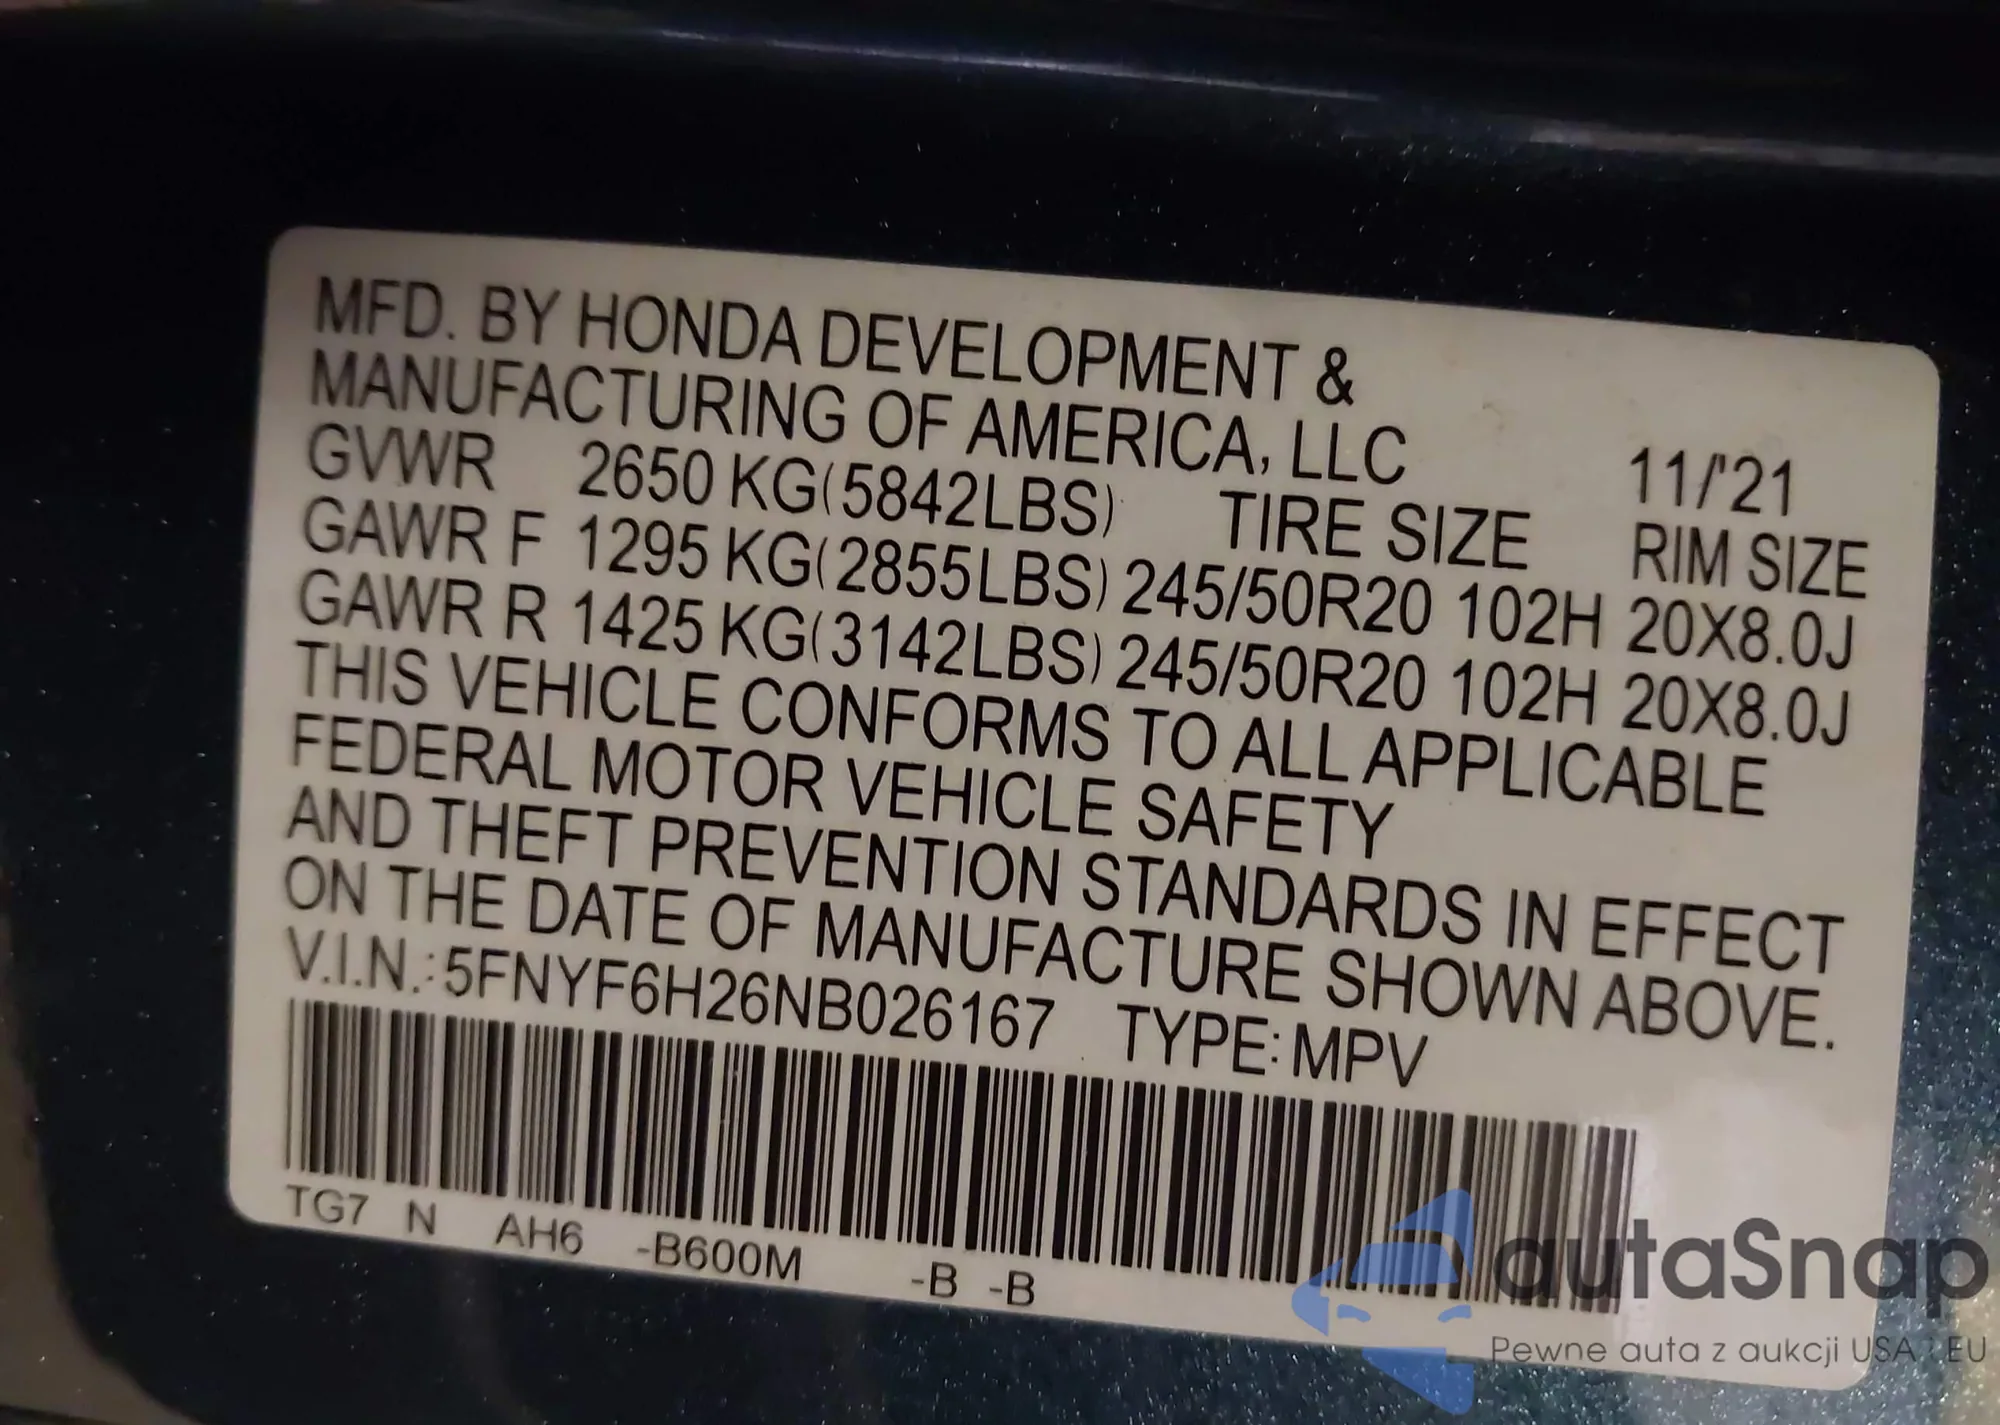 MFD. BY HONDA DEVELOPMENT &
MANUFACTURING OF AMERICA, LLC 11/'21
GVWR 2650 KG(5842LBS) TIRE SIZE RIM SIZE
GAWR F 1295 KG(2855LBS) 245/50R20 102H 20X8.0J
GAWR R 1425 KG(3142LBS) 245/50R20 102H 20X8.0J
THIS VEHICLE CONFORMS TO ALL APPLICABLE
FEDERAL MOTOR VEHICLE SAFETY
AND THEFT PREVENTION STANDARDS IN EFFECT
ON THE DATE OF MANUFACTURE SHOWN ABOVE.
V.I.N.: 5FNYF6H26NB026167 TYPE: MPV
TG7 N AH6 -B600M -B -B
autaSnap
Pewne auta z aukcji USA i EU